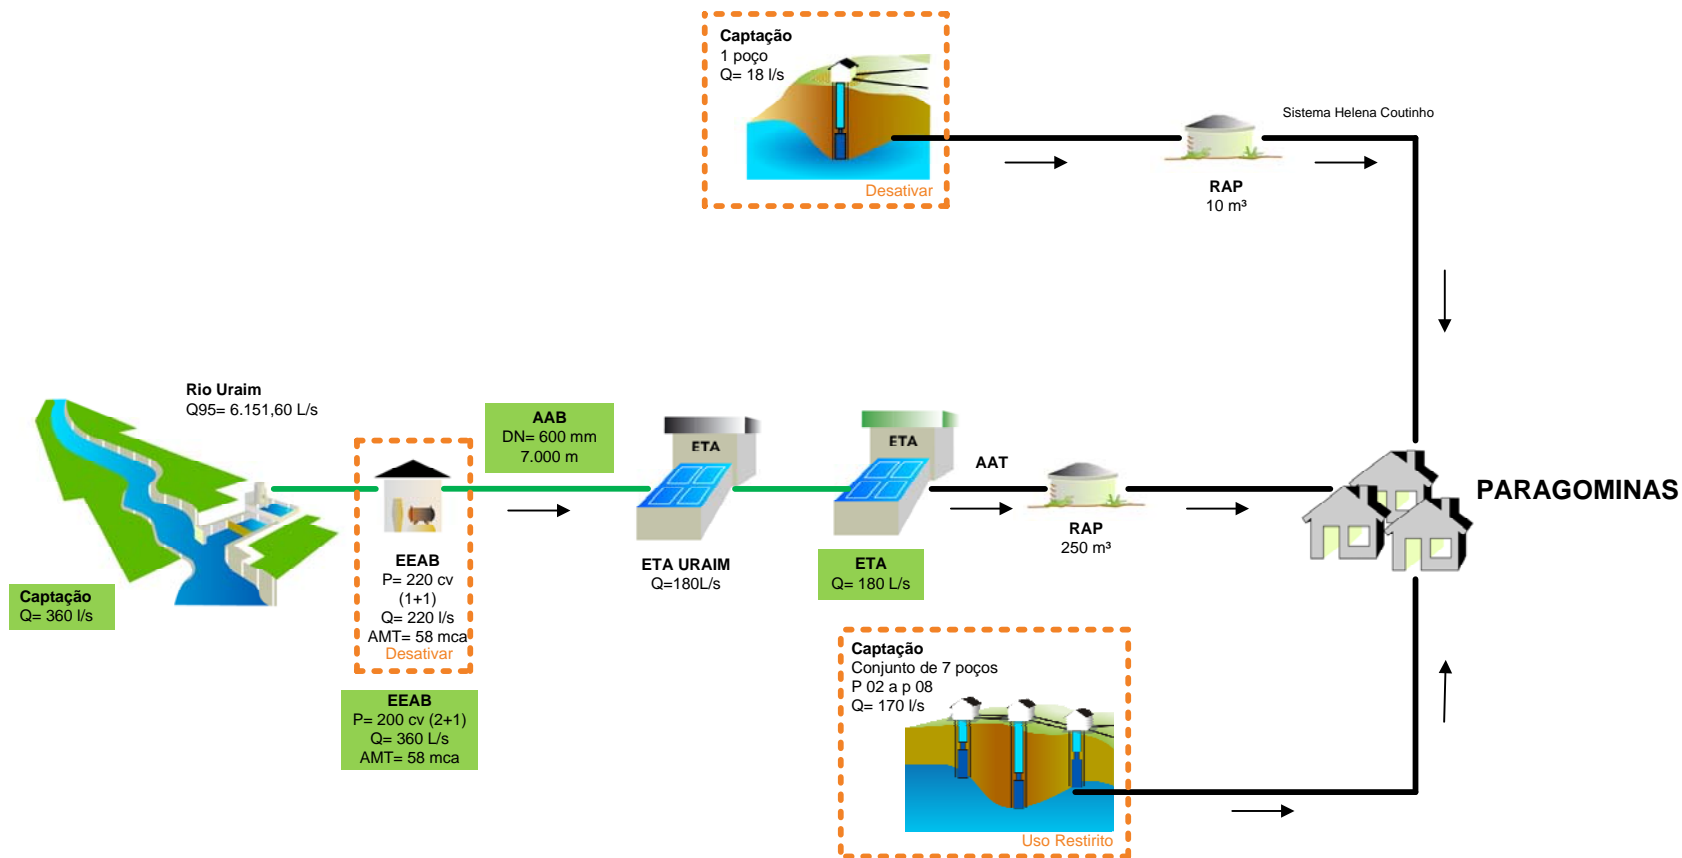 Captação
1 poço
Q= 18 l/s
Desativar
Sistema Helena Coutinho
RAP
10 m³
Rio Uraim
Q95= 6.151,60 L/s
Captação
Q= 360 l/s
EEAB
P= 220 cv
(1+1)
Q= 220 l/s
AMT= 58 mca
Desativar
EEAB
P= 200 cv (2+1)
Q= 360 L/s
AMT= 58 mca
AAB
DN= 600 mm
7.000 m
ETA
ETA URAIM
Q=180L/s
ETA
ETA
Q= 180 L/s
AAT
RAP
250 m³
PARAGOMINAS
Captação
Conjunto de 7 poços
P 02 a p 08
Q= 170 l/s
Uso Restirito